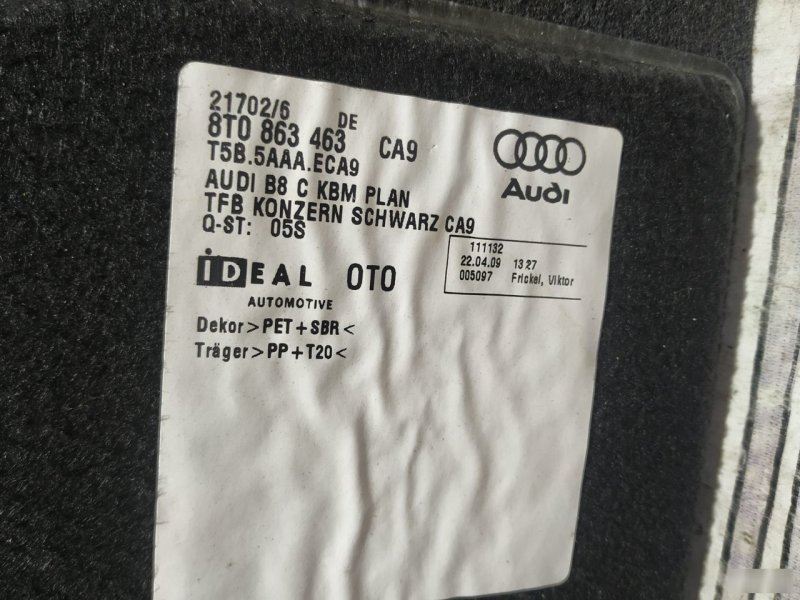 21702/6 DE
8T0 863 463 CA9
T5B.5AAA.ECA9
AUDI B8 C KBM PLAN
TFB KONZERN SCHWARZ CA9
Q-ST: 05S
Audi
111132
22.04.09 13:27
005097 Frickel, Viktor
iDEAL OTO
AUTOMOTIVE
Dekor>PET+SBR<
Träger>PP+T20<